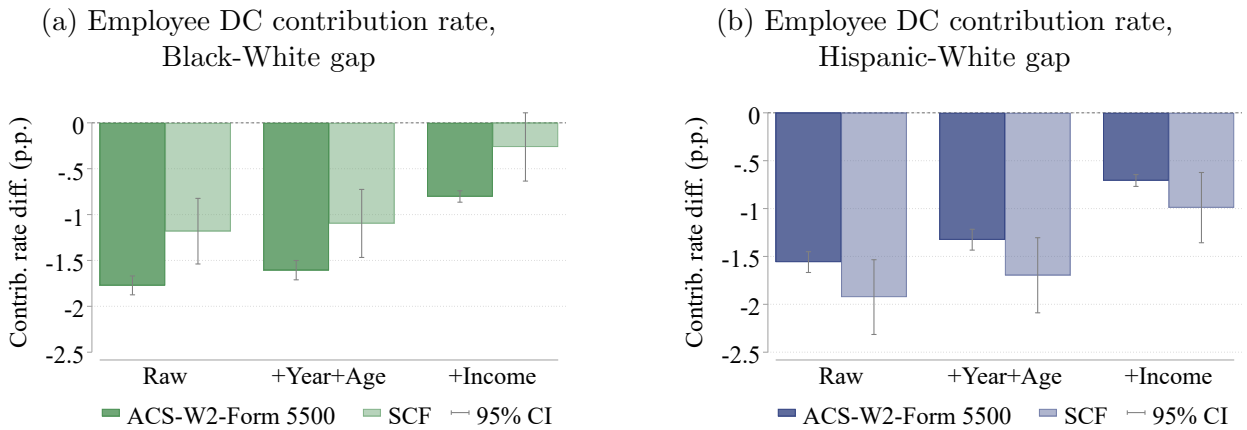 (a) Employee DC contribution rate,
Black-White gap
Contrib. rate diff. (p.p.)
0
-.5
-1
-1.5
-2
-2.5
Raw
+Year+Age
+Income
ACS-W2-Form 5500
SCF
95% CI
(b) Employee DC contribution rate,
Hispanic-White gap
Contrib. rate diff. (p.p.)
0
-.5
-1
-1.5
-2
-2.5
Raw
+Year+Age
+Income
ACS-W2-Form 5500
SCF
95% CI